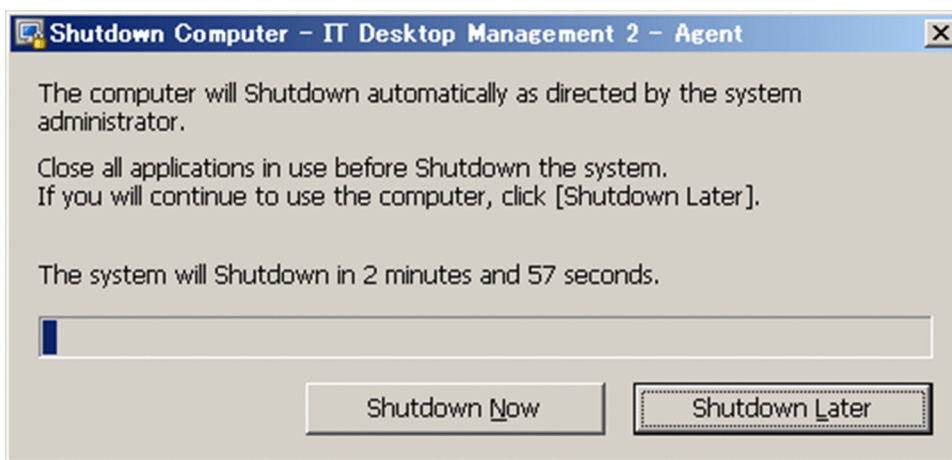 Shutdown Computer - IT Desktop Management 2 - Agent
The computer will Shutdown automatically as directed by the system
administrator.
Close all applications in use before Shutdown the system.
If you will continue to use the computer, click [Shutdown Later].
The system will Shutdown in 2 minutes and 57 seconds.
Shutdown Now
Shutdown Later